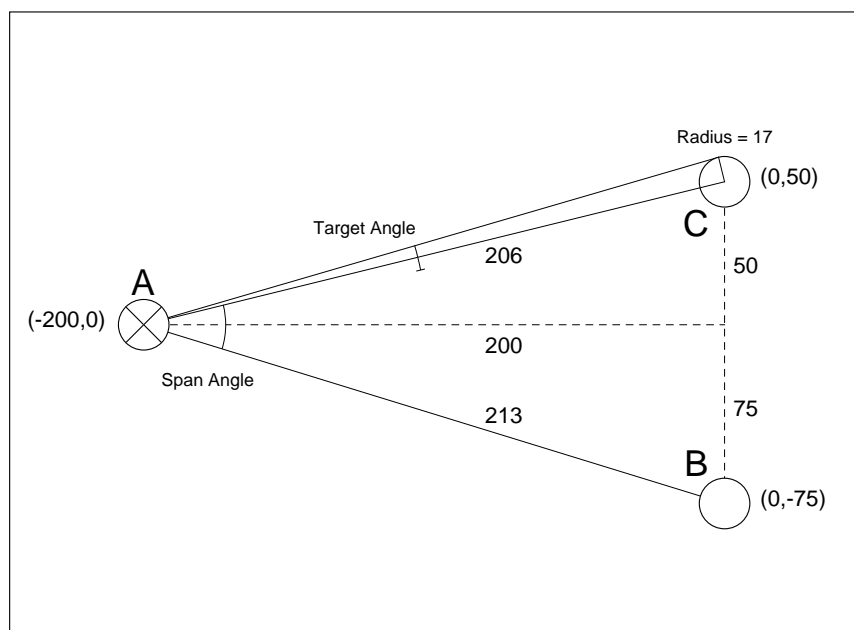 Radius = 17
(0,50)
C
Target Angle
206
50
A
(-200,0)
200
Span Angle
75
213
B
(0,-75)